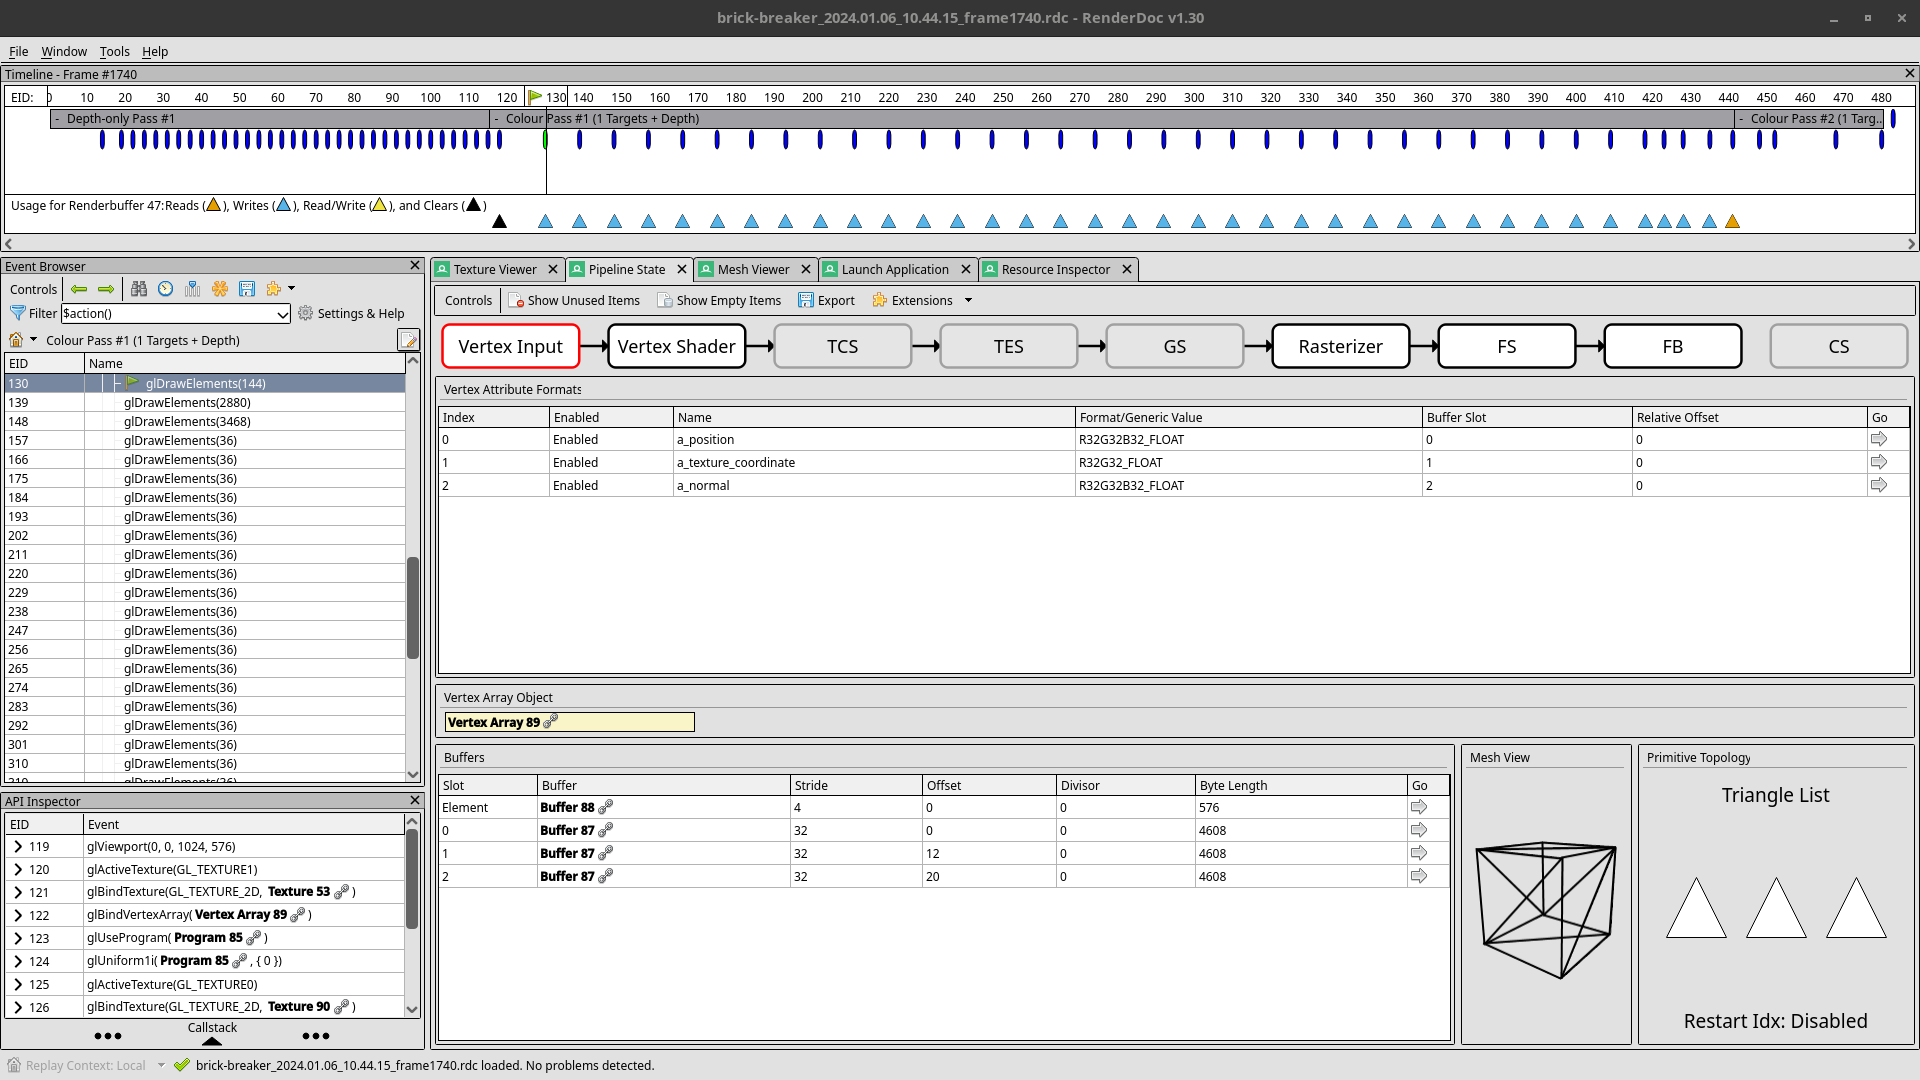 brick-breaker_2024.01.06_10.44.15_frame1740.rdc - RenderDoc v1.30
File Window Tools Help
Timeline - Frame #1740
EID: 0 10 20 30 40 50 60 70 80 90 100 110 120 130 140 150 160 170 180 190 200 210 220 230 240 250 260 270 280 290 300 310 320 330 340 350 360 370 380 390 400 410 420 430 440 450 460 470 480
- Depth-only Pass #1 - Colour Pass #1 (1 Targets + Depth) - Colour Pass #2 (1 Targ...
Usage for Renderbuffer 47:Reads ( ), Writes ( ), Read/Write ( ), and Clears ( )
Event Browser
Controls
Filter $action() Settings & Help
Colour Pass #1 (1 Targets + Depth)
EID Name
130 glDrawElements(144)
139 glDrawElements(2880)
148 glDrawElements(3468)
157 glDrawElements(36)
166 glDrawElements(36)
175 glDrawElements(36)
184 glDrawElements(36)
193 glDrawElements(36)
202 glDrawElements(36)
211 glDrawElements(36)
220 glDrawElements(36)
229 glDrawElements(36)
238 glDrawElements(36)
247 glDrawElements(36)
256 glDrawElements(36)
265 glDrawElements(36)
274 glDrawElements(36)
283 glDrawElements(36)
292 glDrawElements(36)
301 glDrawElements(36)
310 glDrawElements(36)
319 glDrawElements(36)
API Inspector
EID Event
119 glViewport(0, 0, 1024, 576)
120 glActiveTexture(GL_TEXTURE1)
121 glBindTexture(GL_TEXTURE_2D, Texture 53 )
122 glBindVertexArray( Vertex Array 89 )
123 glUseProgram( Program 85 )
124 glUniform1i( Program 85 , { 0 })
125 glActiveTexture(GL_TEXTURE0)
126 glBindTexture(GL_TEXTURE_2D, Texture 90 )
Callstack
Texture Viewer Pipeline State Mesh Viewer Launch Application Resource Inspector
Controls Show Unused Items Show Empty Items Export Extensions
Vertex Input Vertex Shader TCS TES GS Rasterizer FS FB CS
Vertex Attribute Formats
Index Enabled Name Format/Generic Value Buffer Slot Relative Offset Go
0 Enabled a_position R32G32B32_FLOAT 0 0
1 Enabled a_texture_coordinate R32G32_FLOAT 1 0
2 Enabled a_normal R32G32B32_FLOAT 2 0
Vertex Array Object
Vertex Array 89
Buffers
Slot Buffer Stride Offset Divisor Byte Length Go
Element Buffer 88 4 0 0 576
0 Buffer 87 32 0 0 4608
1 Buffer 87 32 12 0 4608
2 Buffer 87 32 20 0 4608
Mesh View
Primitive Topology
Triangle List
Restart Idx: Disabled
Replay Context: Local brick-breaker_2024.01.06_10.44.15_frame1740.rdc loaded. No problems detected.